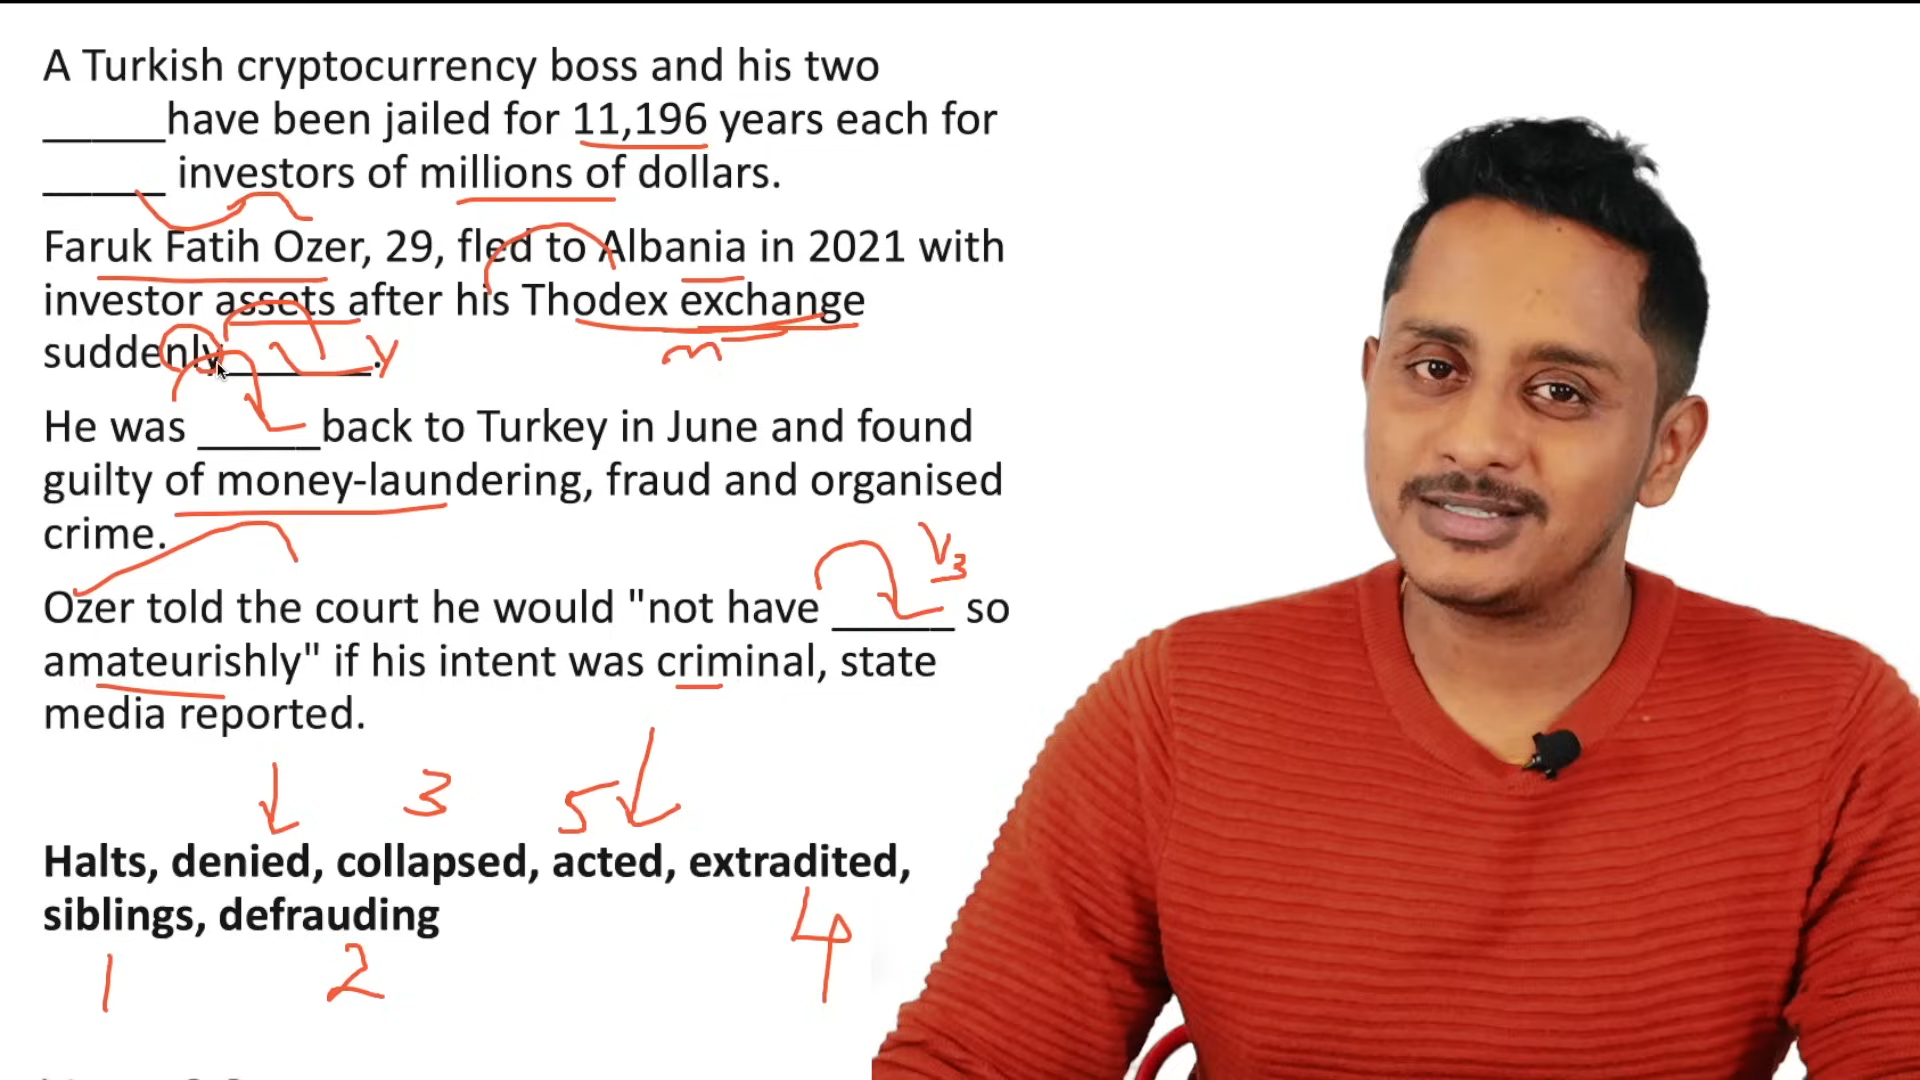 A Turkish cryptocurrency boss and his two
_____have been jailed for 11,196 years each for
_____ investors of millions of dollars.
Faruk Fatih Ozer, 29, fled to Albania in 2021 with
investor assets after his Thodex exchange
suddenly______.
y
m
He was _____back to Turkey in June and found
guilty of money-laundering, fraud and organised
crime.
V3
Ozer told the court he would "not have _____ so
amateurishly" if his intent was criminal, state
media reported.
3 5
Halts, denied, collapsed, acted, extradited,
siblings, defrauding
1 2 4